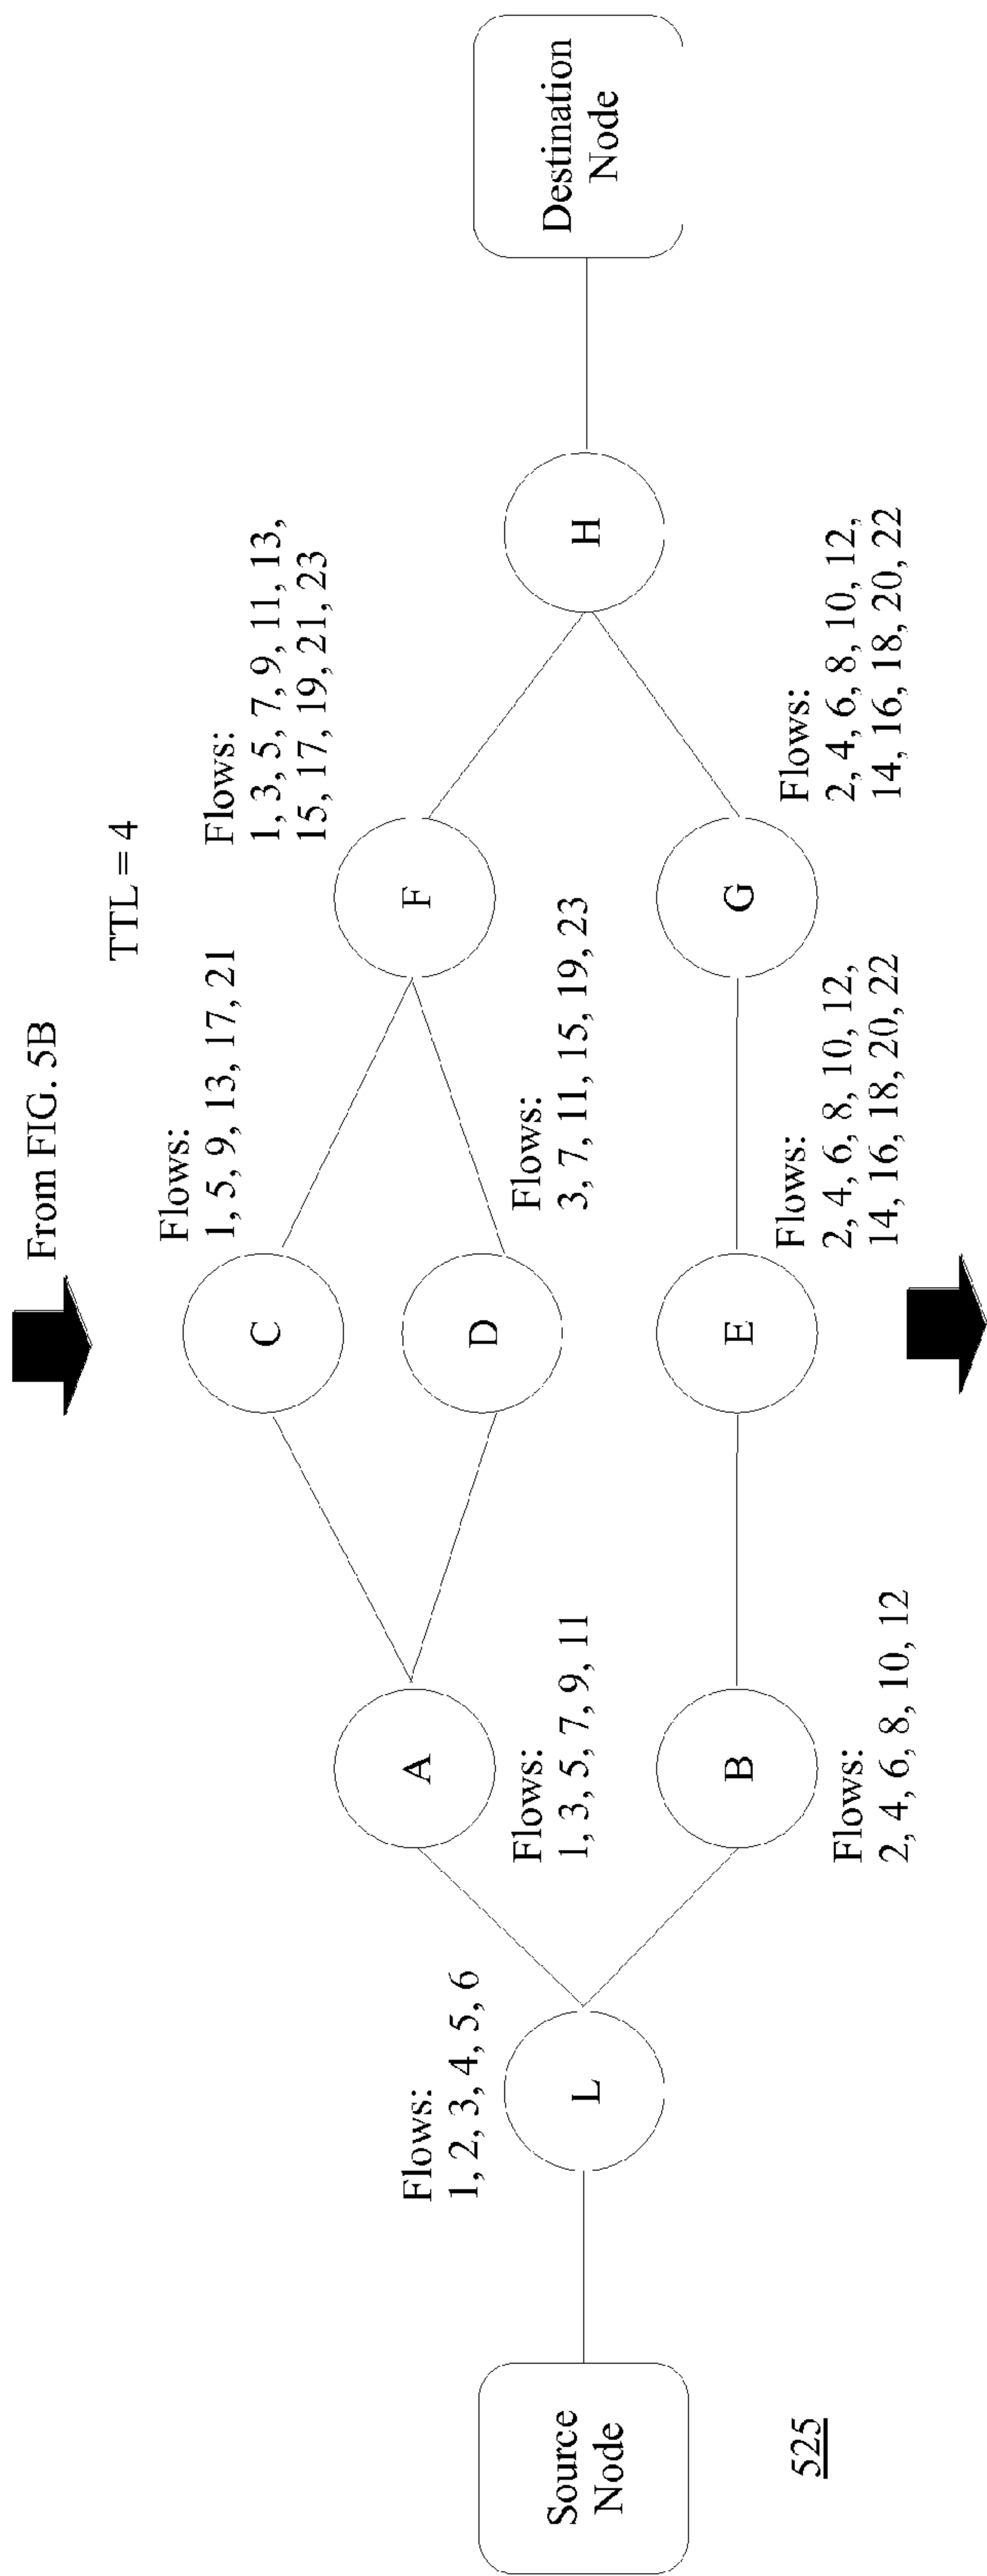 From FIG. 5B
TTL = 4
Flows:
1, 5, 9, 13, 17, 21
Flows:
1, 3, 5, 7, 9, 11, 13,
15, 17, 19, 21, 23
C
Flows:
1, 2, 3, 4, 5, 6
A
F
D
Flows:
3, 7, 11, 15, 19, 23
Flows:
1, 3, 5, 7, 9, 11
Source
Node
L
H
Destination
Node
B
E
G
Flows:
2, 4, 6, 8, 10, 12
Flows:
2, 4, 6, 8, 10, 12,
14, 16, 18, 20, 22
Flows:
2, 4, 6, 8, 10, 12,
14, 16, 18, 20, 22
525